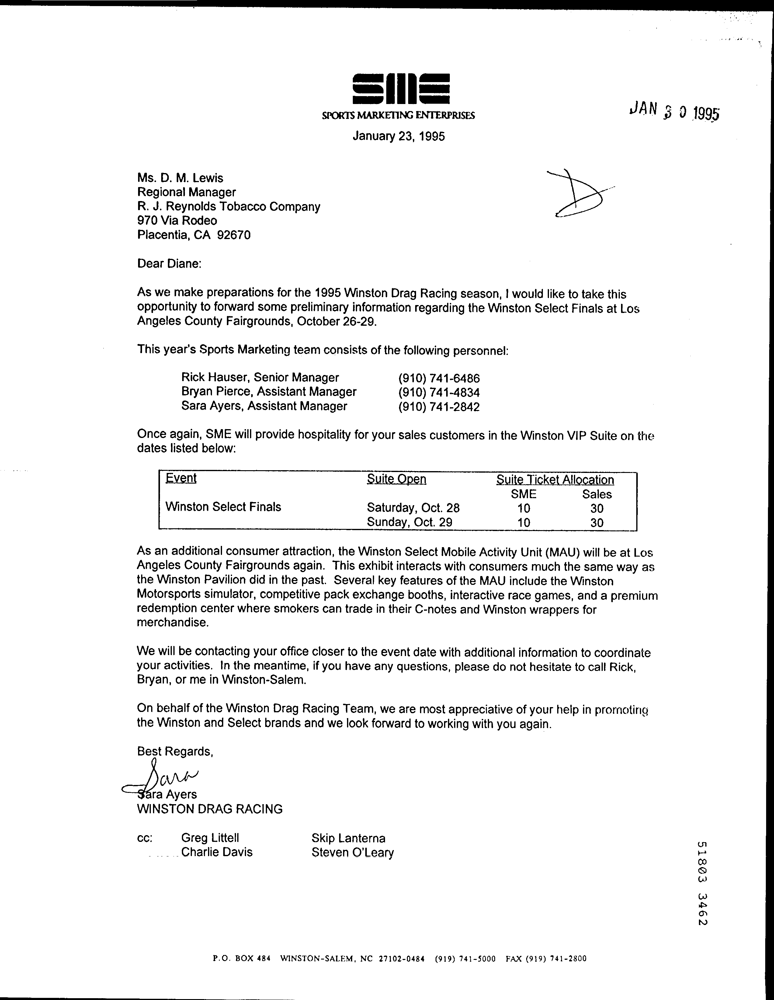 SME
SPORTS MARKETING ENTERPRISES
JAN 30 1995
January 23, 1995
Ms. D. M. Lewis
Regional Manager
R. J. Reynolds Tobacco Company
970 Via Rodeo
Placentia, CA 92670
D
Dear Diane:
As we make preparations for the 1995 Winston Drag Racing season, I would like to take this
opportunity to forward some preliminary information regarding the Winston Select Finals at Los
Angeles County Fairgrounds, October 26-29.
This year's Sports Marketing team consists of the following personnel:
Rick Hauser, Senior Manager (910) 741-6486
Bryan Pierce, Assistant Manager (910) 741-4834
Sara Ayers, Assistant Manager (910) 741-2842
Once again, SME will provide hospitality for your sales customers in the Winston VIP Suite on the
dates listed below:
Event Suite Open Suite Ticket Allocation
SME Sales
Winston Select Finals Saturday, Oct. 28 10 30
Sunday, Oct. 29 10 30
As an additional consumer attraction, the Winston Select Mobile Activity Unit (MAU) will be at Los
Angeles County Fairgrounds again. This exhibit interacts with consumers much the same way as
the Winston Pavilion did in the past. Several key features of the MAU include the Winston
Motorsports simulator, competitive pack exchange booths, interactive race games, and a premium
redemption center where smokers can trade in their C-notes and Winston wrappers for
merchandise.
We will be contacting your office closer to the event date with additional information to coordinate
your activities. In the meantime, if you have any questions, please do not hesitate to call Rick,
Bryan, or me in Winston-Salem.
On behalf of the Winston Drag Racing Team, we are most appreciative of your help in promoting
the Winston and Select brands and we look forward to working with you again.
Best Regards,
Sara
Sara Ayers
WINSTON DRAG RACING
cc: Greg Littell Skip Lanterna
Charlie Davis Steven O'Leary
51803 3462
P.O. BOX 484 WINSTON-SALEM, NC 27102-0484 (919) 741-5000 FAX (919) 741-2800